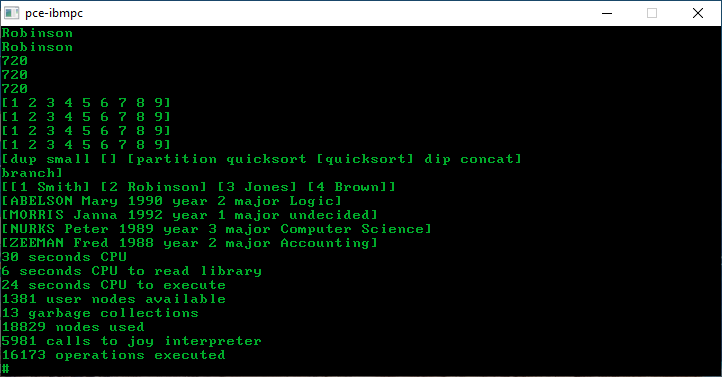 pce-ibmpc
Robinson
Robinson
720
720
720
[1 2 3 4 5 6 7 8 9]
[1 2 3 4 5 6 7 8 9]
[1 2 3 4 5 6 7 8 9]
[1 2 3 4 5 6 7 8 9]
[dup small [] [partition quicksort [quicksort] dip concat]
branch]
[[1 Smith] [2 Robinson] [3 Jones] [4 Brown]]
[ABELSON Mary 1990 year 2 major Logic]
[MORRIS Janna 1992 year 1 major undecided]
[NURKS Peter 1989 year 3 major Computer Science]
[ZEEMAN Fred 1988 year 2 major Accounting]
30 seconds CPU
6 seconds CPU to read library
24 seconds CPU to execute
1381 user nodes available
13 garbage collections
18829 nodes used
5981 calls to joy interpreter
16173 operations executed
#